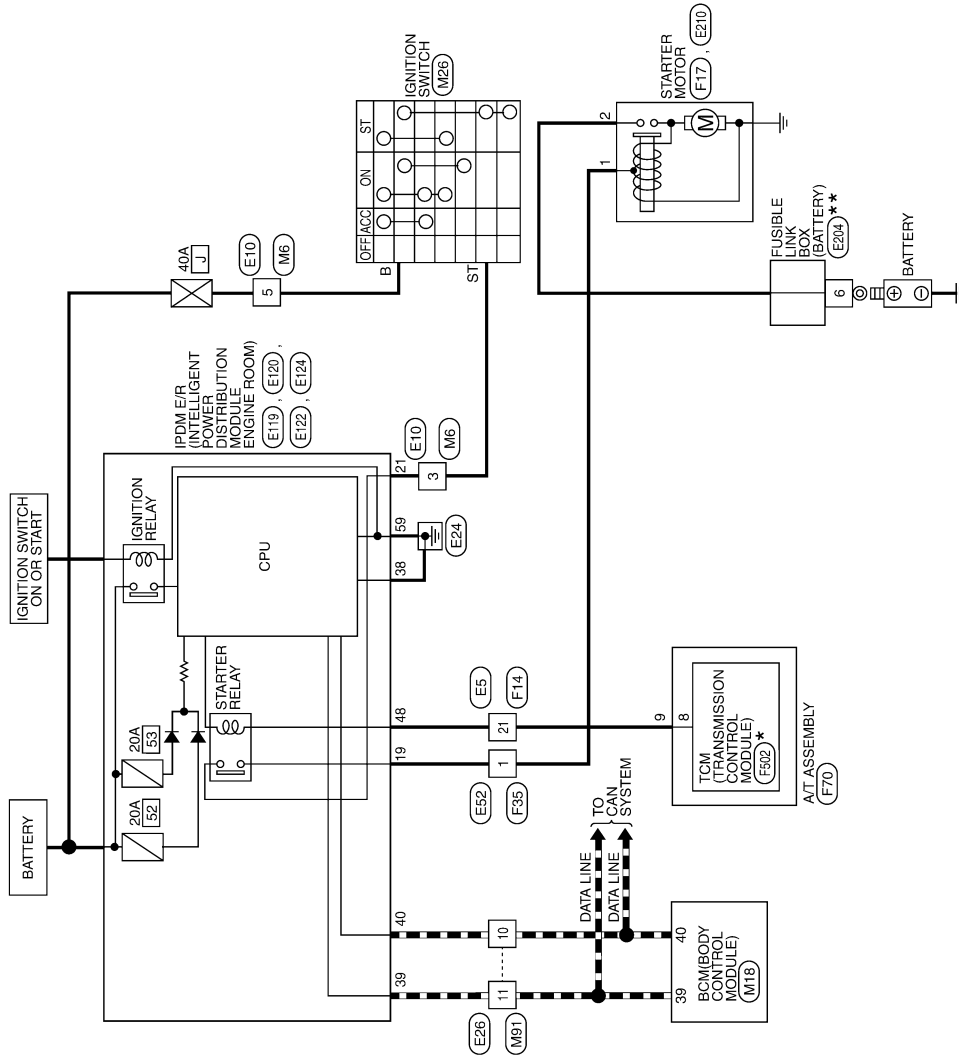 BATTERY
IGNITION SWITCH
ON OR START
20A
52
20A
53
STARTER
RELAY
IGNITION
RELAY
CPU
IPDM E/R
(INTELLIGENT
POWER
DISTRIBUTION
MODULE
ENGINE ROOM)
E119 , E120 ,
E122 , E124
40A
J
5
E10
M6
B
ST
OFF
ACC
ON
ST
IGNITION
SWITCH
M26
39
40
19
48
38
59
21
E24
3
E10
M6
E26
11
10
M91
E52
1
F35
21
E5
F14
DATA LINE
DATA LINE
TO
CAN
SYSTEM
39
40
BCM(BODY
CONTROL
MODULE)
M18
9
8
TCM
(TRANSMISSION
CONTROL
MODULE)
F502 *
A/T ASSEMBLY
F70
1
2
M
STARTER
MOTOR
F17 , E210
FUSIBLE
LINK
BOX
(BATTERY)
E204 **
6
BATTERY